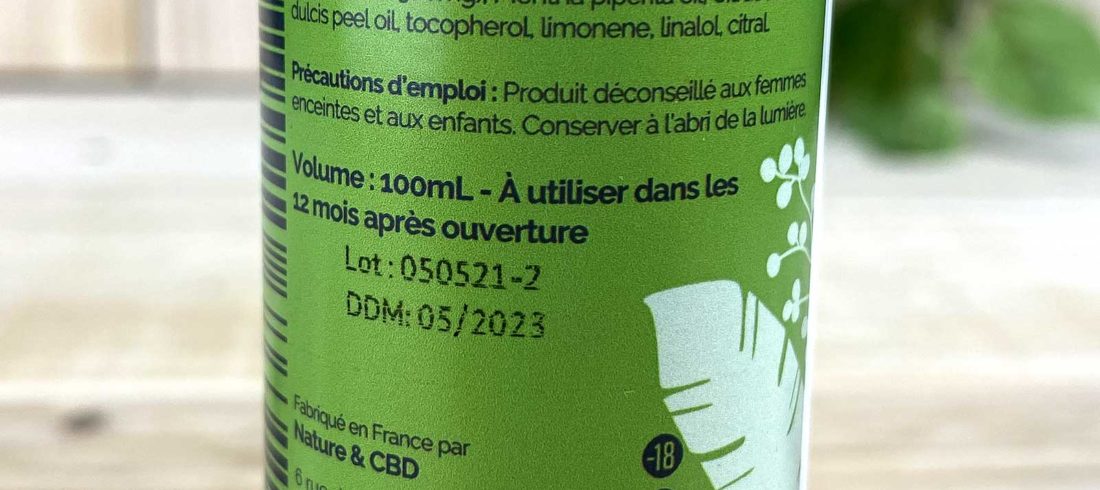 dulcis peel oil, tocopherol, limonene, linalol, citral.
Précautions d'emploi : Produit déconseillé aux femmes
enceintes et aux enfants. Conserver à l'abri de la lumière.
Volume : 100mL - À utiliser dans les
12 mois après ouverture
Lot : 050521-2
DDM: 05/2023
Fabriqué en France par
Nature & CBD
-18